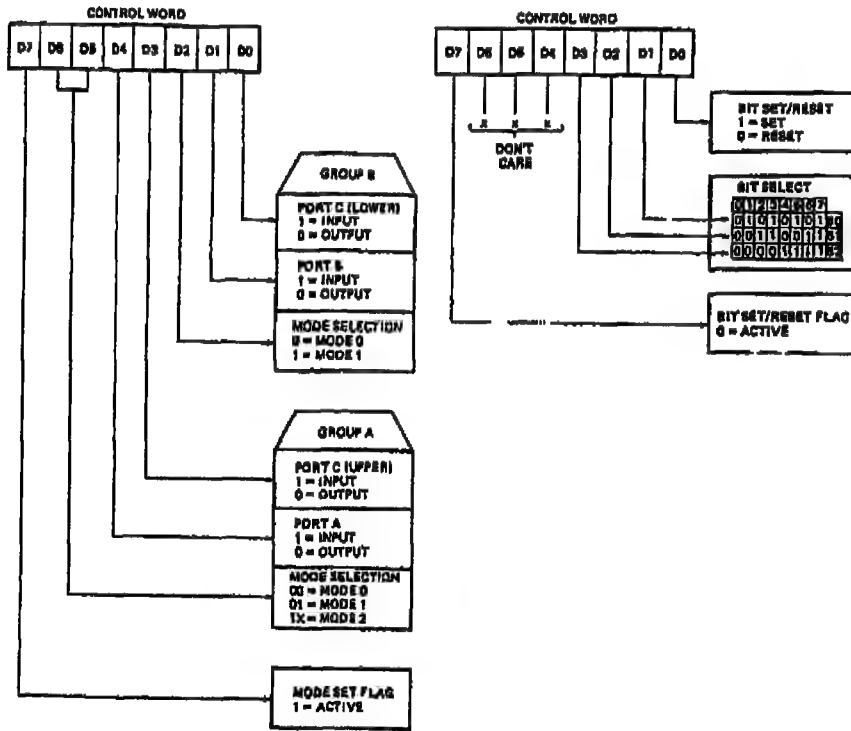 CONTROL WORD
D7 D6 D5 D4 D3 D2 D1 D0
GROUP B
PORT C (LOWER)
1 = INPUT
0 = OUTPUT
PORT B
1 = INPUT
0 = OUTPUT
MODE SELECTION
0 = MODE 0
1 = MODE 1
GROUP A
PORT C (UPPER)
1 = INPUT
0 = OUTPUT
PORT A
1 = INPUT
0 = OUTPUT
MODE SELECTION
00 = MODE 0
01 = MODE 1
1X = MODE 2
MODE SET FLAG
1 = ACTIVE
CONTROL WORD
D7 D6 D5 D4 D3 D2 D1 D0
X X X
DON'T
CARE
BIT SET/RESET
1 = SET
0 = RESET
BIT SELECT
0 1 2 3 4 5 6 7
0 1 0 1 0 1 0 1 B0
0 0 1 1 0 0 1 1 B1
0 0 0 0 1 1 1 1 B2
BIT SET/RESET FLAG
0 = ACTIVE